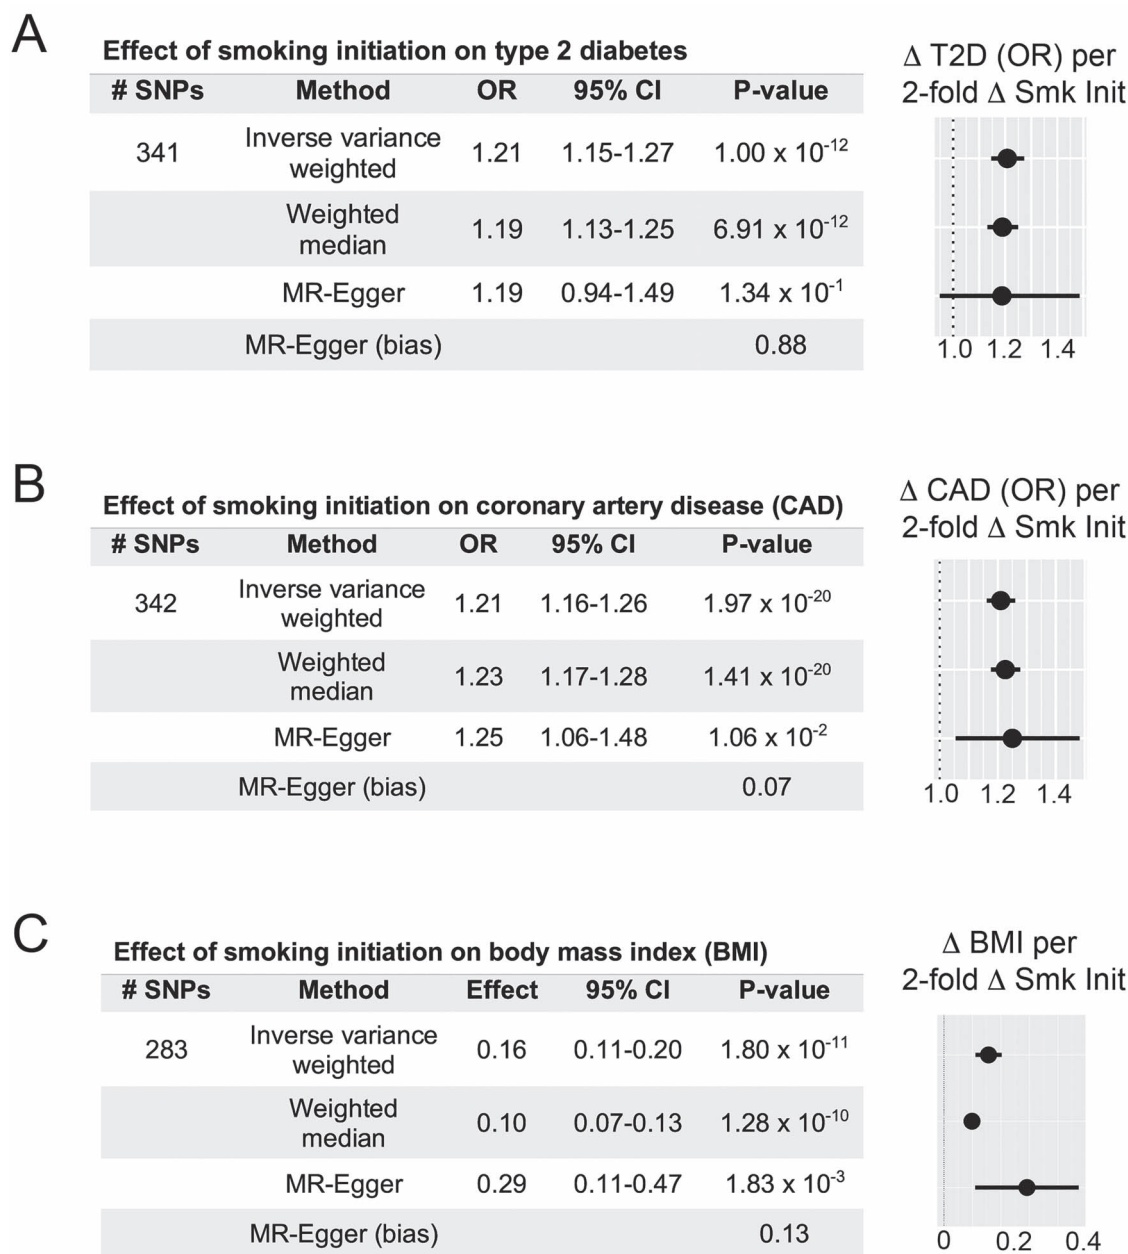 A
Effect of smoking initiation on type 2 diabetes
# SNPs Method OR 95% CI P-value
341 Inverse variance weighted 1.21 1.15-1.27 1.00 x 10-12
Weighted median 1.19 1.13-1.25 6.91 x 10-12
MR-Egger 1.19 0.94-1.49 1.34 x 10-1
MR-Egger (bias) 0.88
Δ T2D (OR) per
2-fold Δ Smk Init
1.0 1.2 1.4
B
Effect of smoking initiation on coronary artery disease (CAD)
# SNPs Method OR 95% CI P-value
342 Inverse variance weighted 1.21 1.16-1.26 1.97 x 10-20
Weighted median 1.23 1.17-1.28 1.41 x 10-20
MR-Egger 1.25 1.06-1.48 1.06 x 10-2
MR-Egger (bias) 0.07
Δ CAD (OR) per
2-fold Δ Smk Init
1.0 1.2 1.4
C
Effect of smoking initiation on body mass index (BMI)
# SNPs Method Effect 95% CI P-value
283 Inverse variance weighted 0.16 0.11-0.20 1.80 x 10-11
Weighted median 0.10 0.07-0.13 1.28 x 10-10
MR-Egger 0.29 0.11-0.47 1.83 x 10-3
MR-Egger (bias) 0.13
Δ BMI per
2-fold Δ Smk Init
0 0.2 0.4